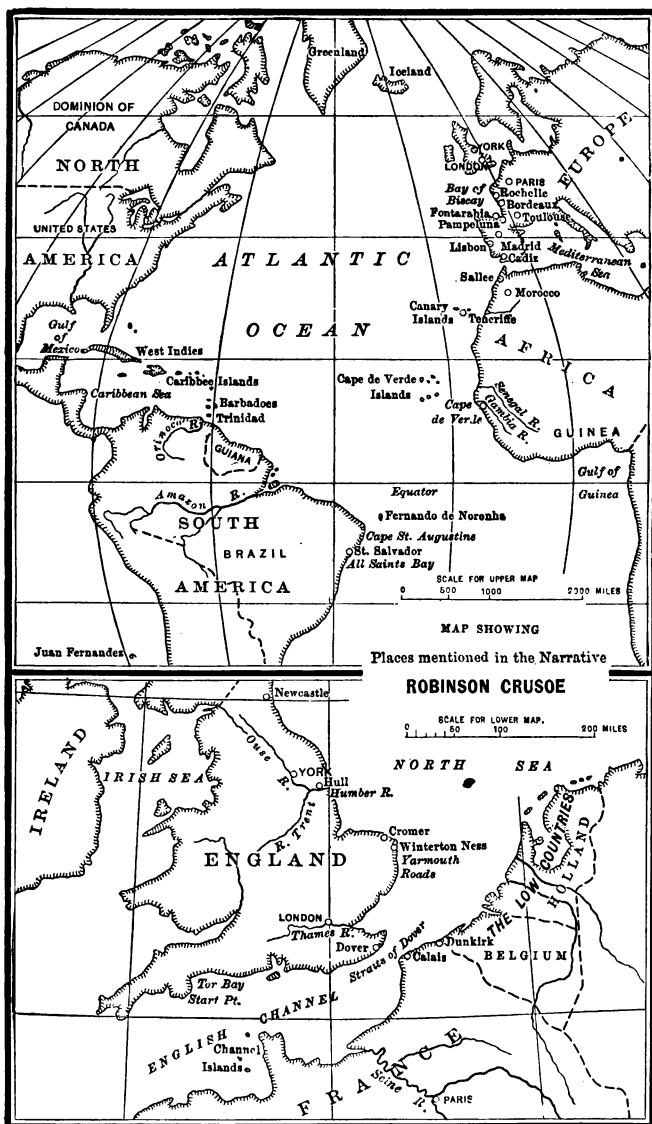 Greenland
Iceland
DOMINION OF
CANADA
NORTH
AMERICA
UNITED STATES
YORK
LONDON
EUROPE
PARIS
Rochelle
Bay of
Biscay
Bordeaux
Fontarabia
Toulouse
Pampeluna
Lisbon
Madrid
Cadiz
Mediterranean
Sea
ATLANTIC
OCEAN
Sallee
Morocco
Canary
Islands
Teneriffe
AFRICA
Gulf
of
Mexico
West Indies
Caribbee Islands
Caribbean Sea
Barbadoes
Trinidad
Cape de Verde
Islands
Cape
de Verde
Senegal R.
Gambia R.
GUINEA
Orinoco R.
GUIANA
Gulf of
Guinea
Amazon R.
Equator
Fernando de Noronha
SOUTH
AMERICA
BRAZIL
Cape St. Augustine
St. Salvador
All Saints Bay
SCALE FOR UPPER MAP
0 500 1000 2000 MILES
Juan Fernandez
MAP SHOWING
Places mentioned in the Narrative
ROBINSON CRUSOE
SCALE FOR LOWER MAP.
0 50 100 200 MILES
Newcastle
IRELAND
IRISH SEA
Ouse R.
YORK
Hull
Humber R.
NORTH SEA
R. Trent
ENGLAND
Cromer
Winterton Ness
Yarmouth
Roads
THE LOW COUNTRIES
HOLLAND
LONDON
Thames R.
Dover
Straits of Dover
Dunkirk
Calais
BELGIUM
Tor Bay
Start Pt.
ENGLISH CHANNEL
Channel
Islands
FRANCE
Seine R.
PARIS